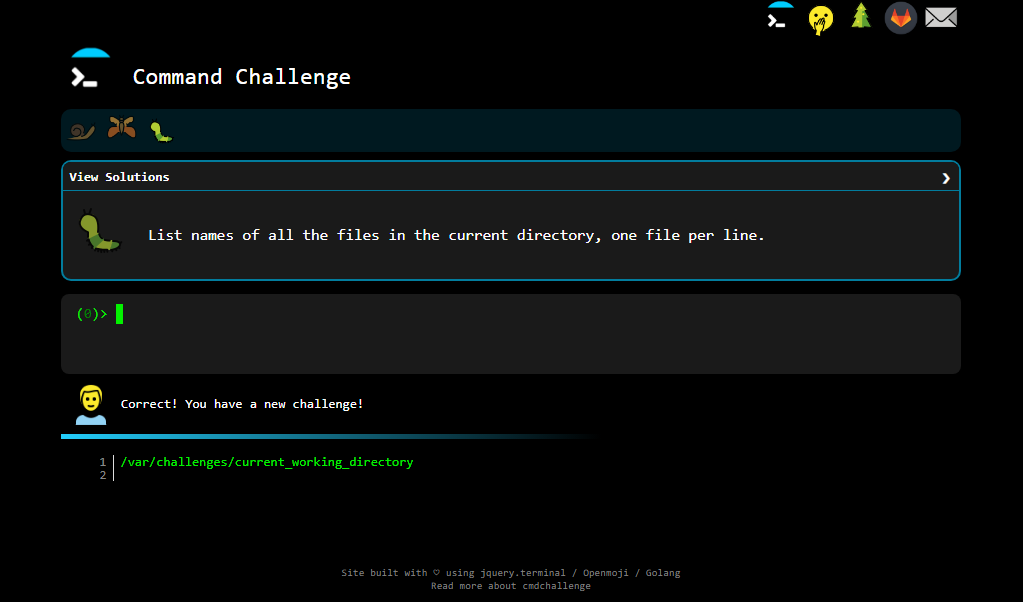 Command Challenge
View Solutions
List names of all the files in the current directory, one file per line.
(0)>
Correct! You have a new challenge!
1 /var/challenges/current_working_directory
2
Site built with ♡ using jquery.terminal / Openmoji / Golang
Read more about cmdchallenge